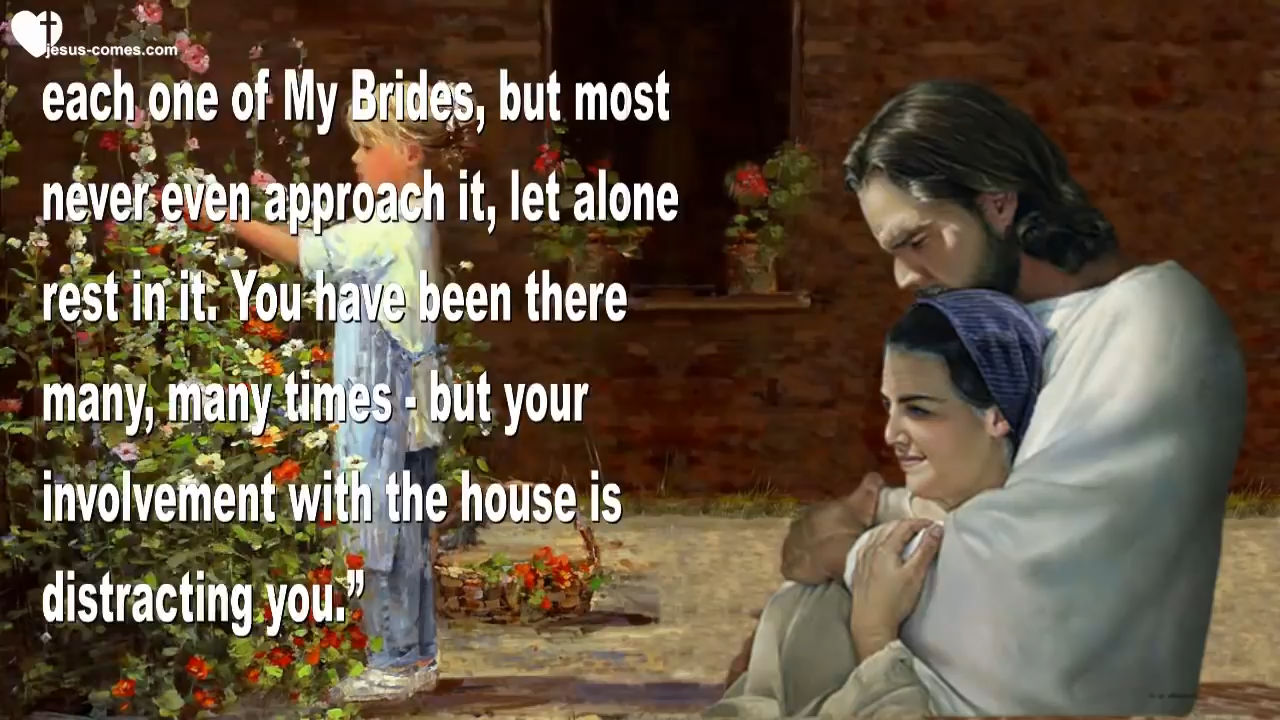 jesus-comes.com
each one of My Brides, but most
never even approach it, let alone
rest in it. You have been there
many, many times - but your
involvement with the house is
distracting you.”